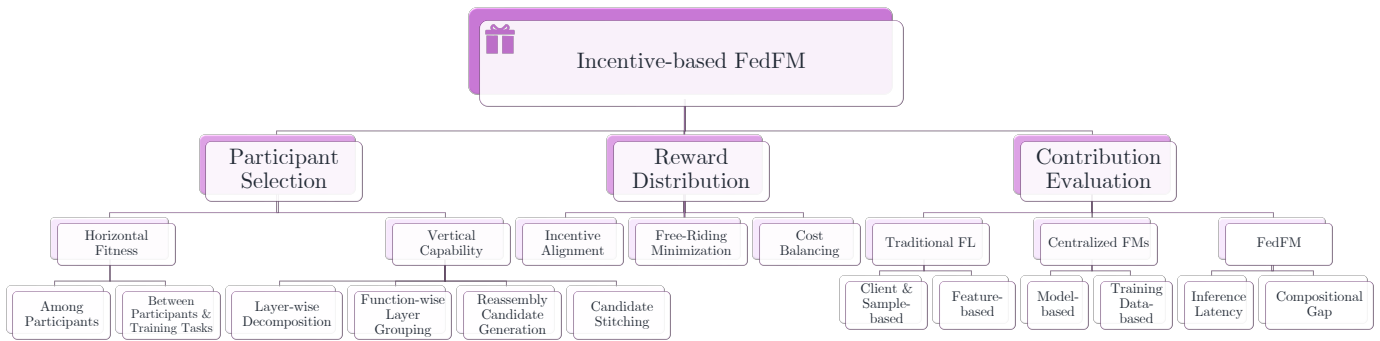 Incentive-based FedFM
Participant
Selection
Reward
Distribution
Contribution
Evaluation
Horizontal
Fitness
Vertical
Capability
Incentive
Alignment
Free-Riding
Minimization
Cost
Balancing
Traditional FL
Centralized FMs
FedFM
Among
Participants
Between
Participants &
Training Tasks
Layer-wise
Decomposition
Function-wise
Layer
Grouping
Reassembly
Candidate
Generation
Candidate
Stitching
Client &
Sample-
based
Feature-
based
Model-
based
Training
Data-
based
Inference
Latency
Compositional
Gap